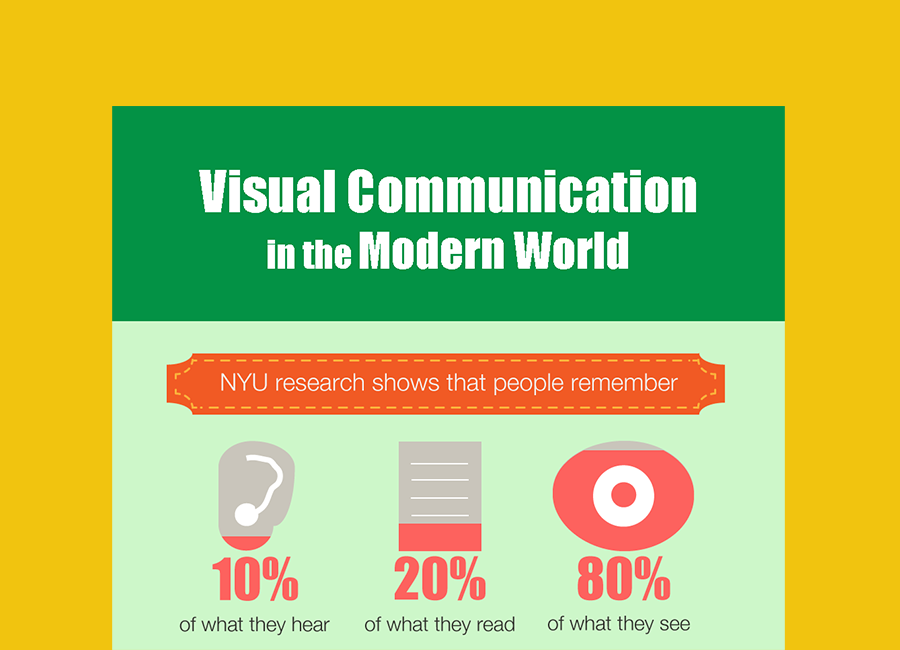 Visual Communication
in the Modern World
NYU research shows that people remember
10% 20% 80%
of what they hear of what they read of what they see